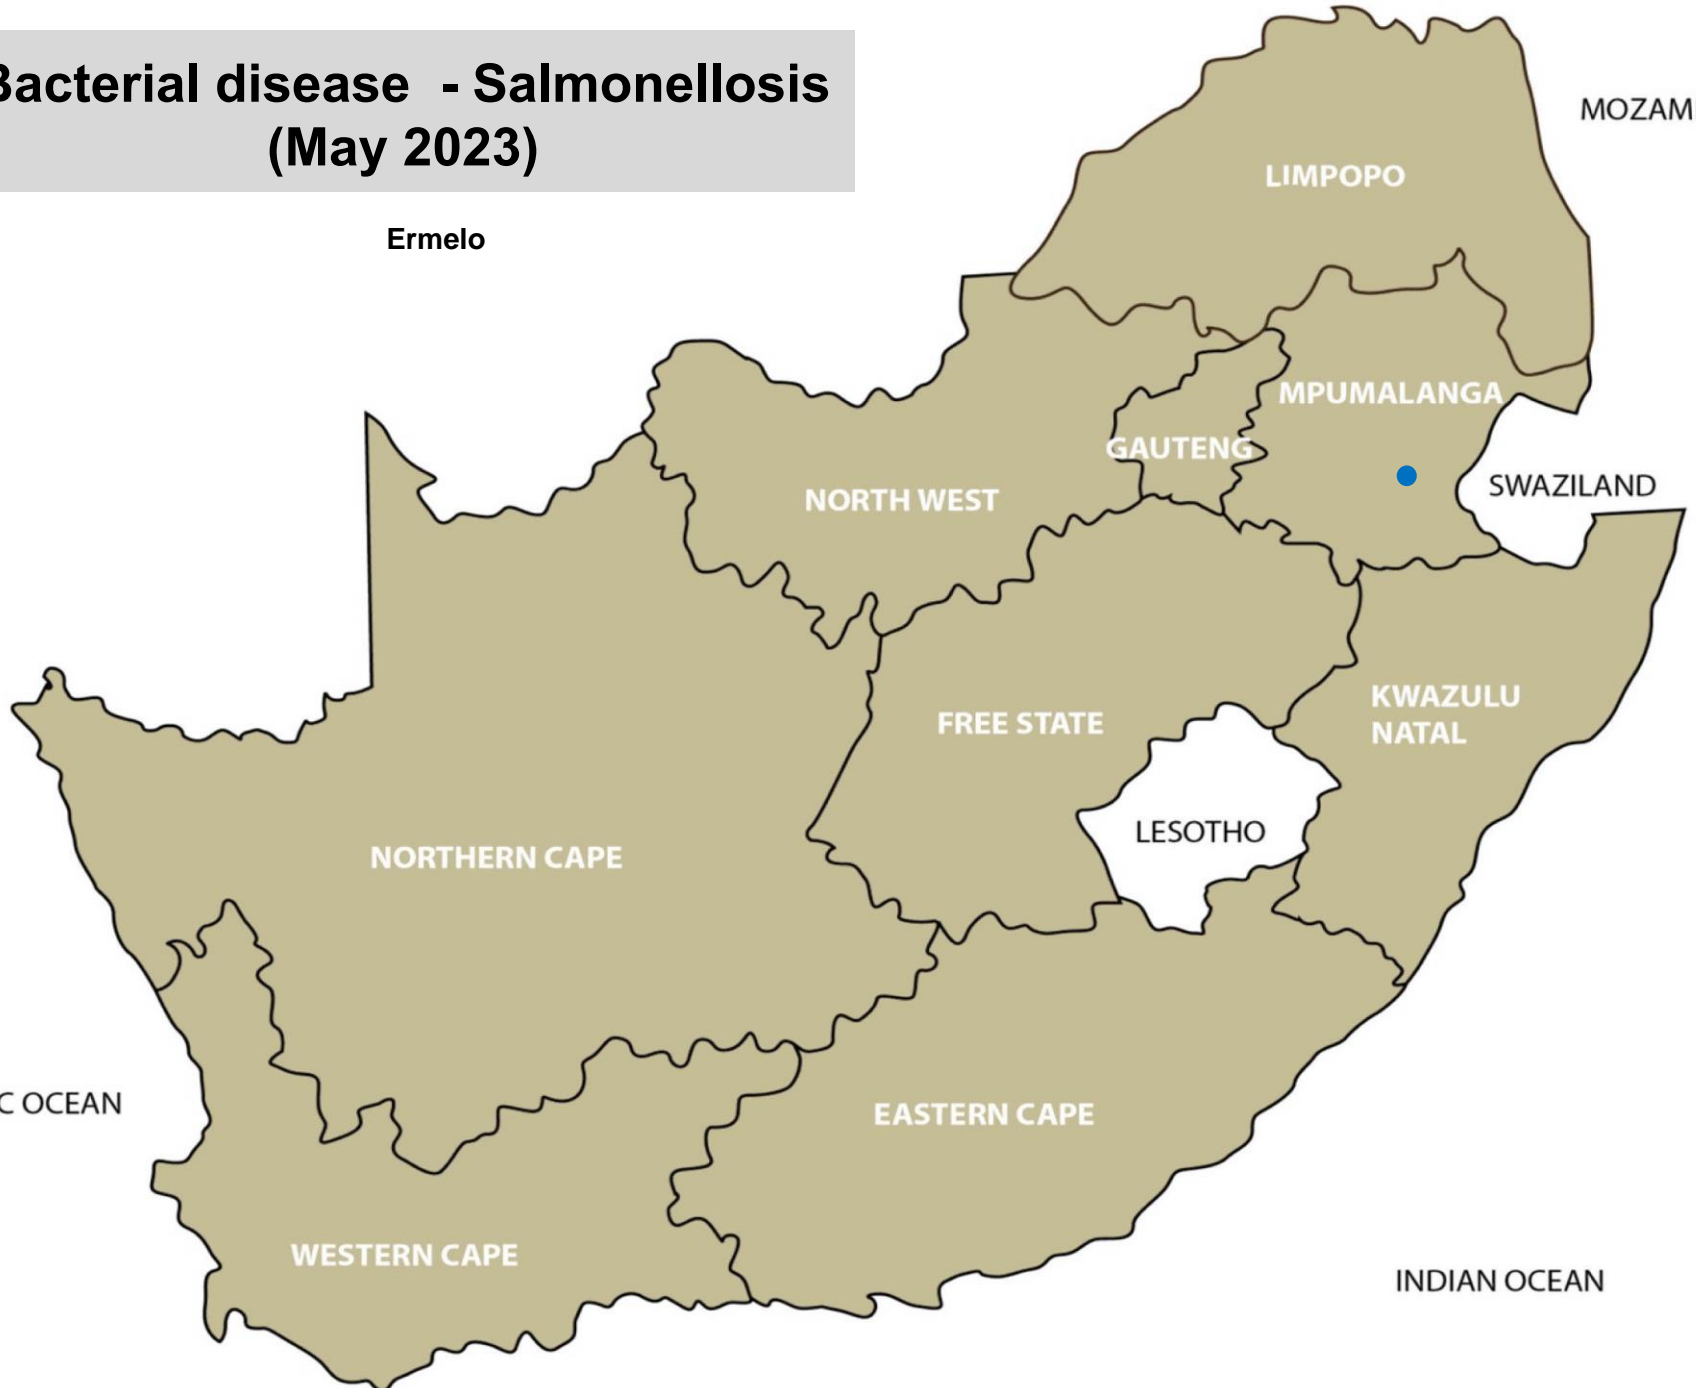 Bacterial disease - Salmonellosis
(May 2023)
Ermelo
LIMPOPO
MPUMALANGA
GAUTENG
NORTH WEST
SWAZILAND
KWAZULU
NATAL
FREE STATE
LESOTHO
NORTHERN CAPE
C OCEAN
EASTERN CAPE
WESTERN CAPE
INDIAN OCEAN